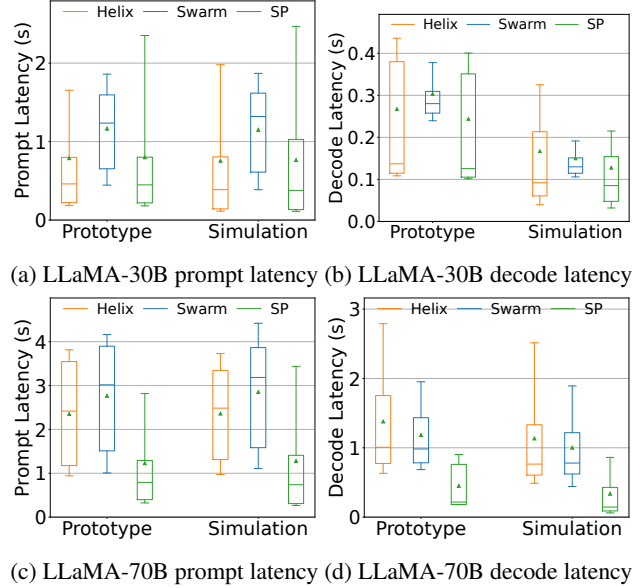 Helix Swarm SP
Prompt Latency (s)
2
1
0
Prototype Simulation
Helix Swarm SP
Decode Latency (s)
0.4
0.3
0.2
0.1
0.0
Prototype Simulation
(a) LLaMA-30B prompt latency (b) LLaMA-30B decode latency
Helix Swarm SP
Prompt Latency (s)
5
4
3
2
1
0
Prototype Simulation
Helix Swarm SP
Decode Latency (s)
3
2
1
0
Prototype Simulation
(c) LLaMA-70B prompt latency (d) LLaMA-70B decode latency